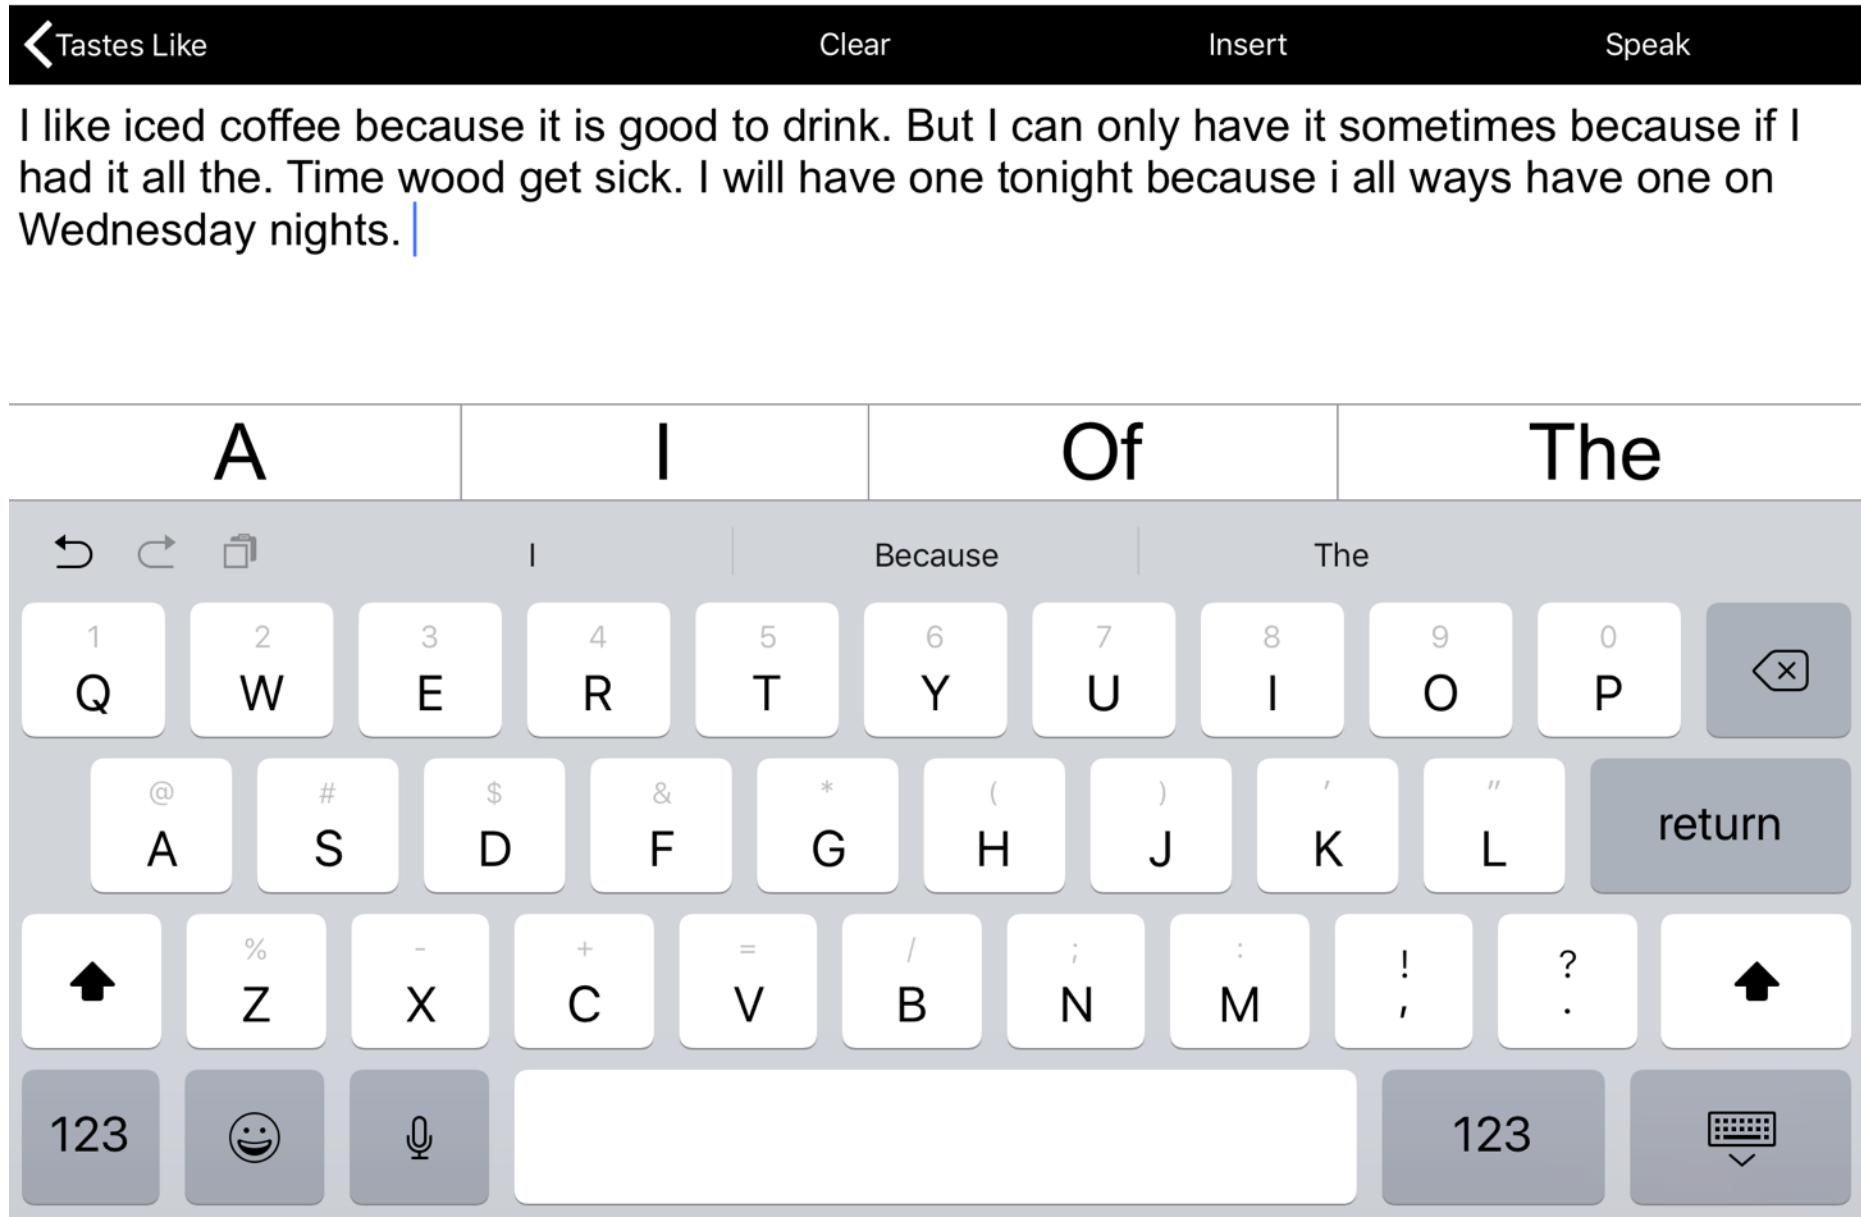 Tastes Like Clear Insert Speak
I like iced coffee because it is good to drink. But I can only have it sometimes because if I
had it all the. Time wood get sick. I will have one tonight because i all ways have one on
Wednesday nights.
A I Of The
I Because The
1 2 3 4 5 6 7 8 9 0
Q W E R T Y U I O P
@ # $ & * ( ) ' "
A S D F G H J K L return
% - + = / ; : ! ?
Z X C V B N M , .
123 123